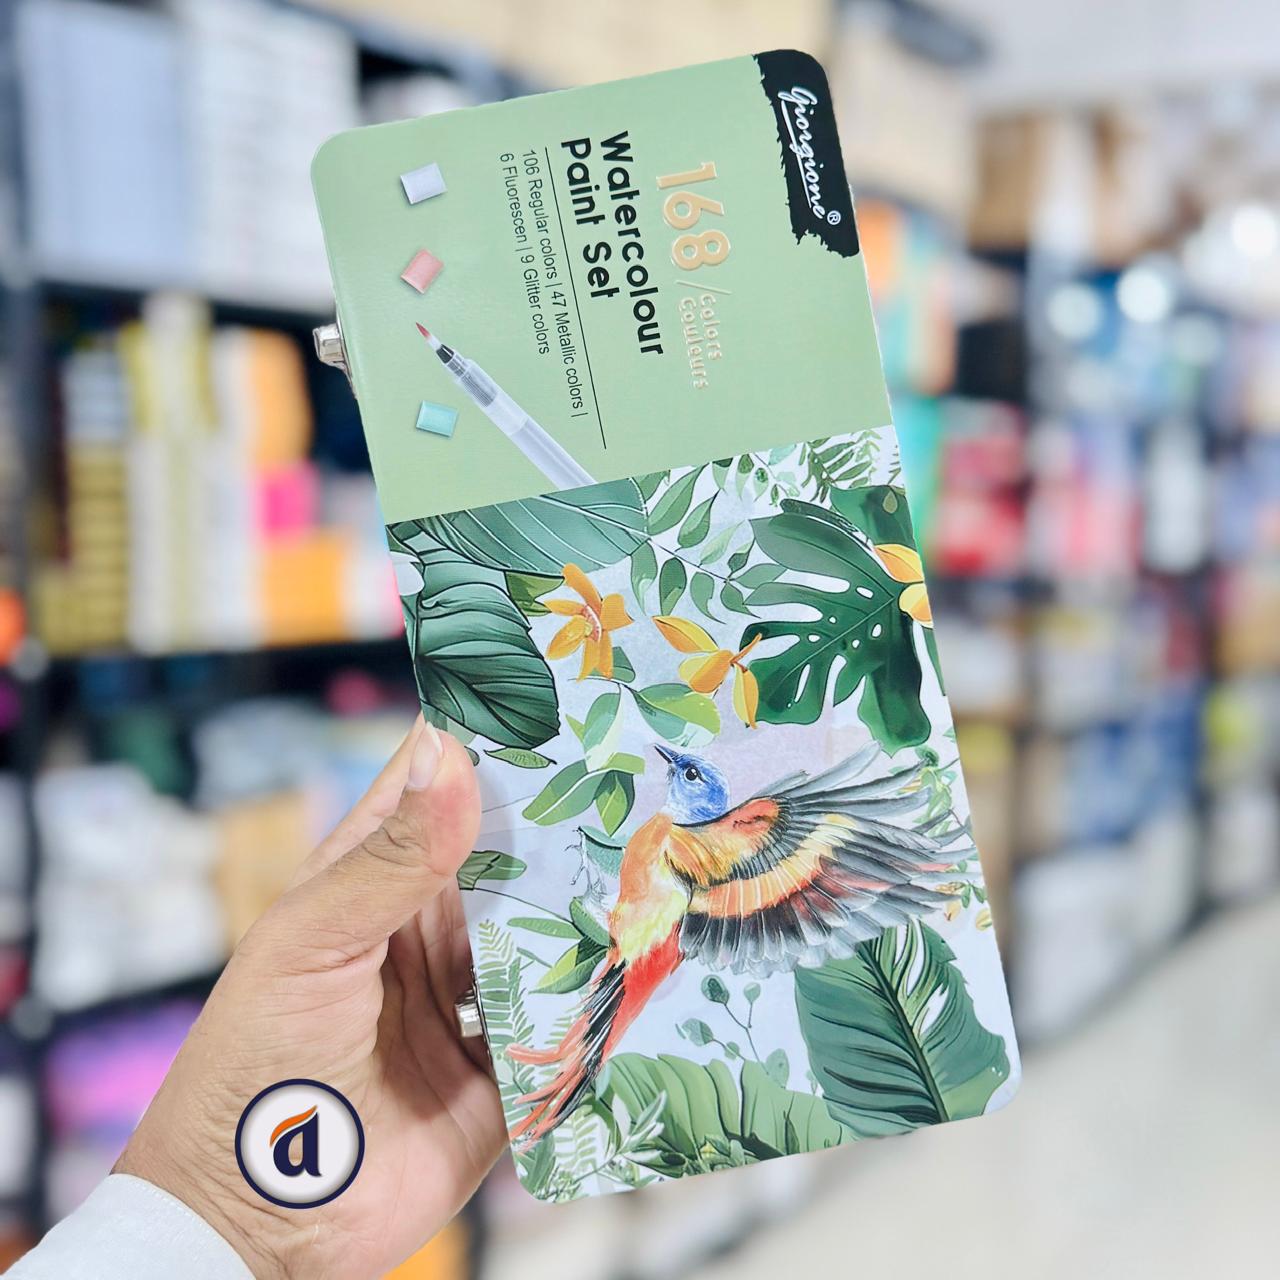 Giorgione®
168 / colors
couleurs
Watercolour
Paint Set
106 Regular colors | 47 Metallic colors |
6 Fluorescen | 9 Glitter colors
a